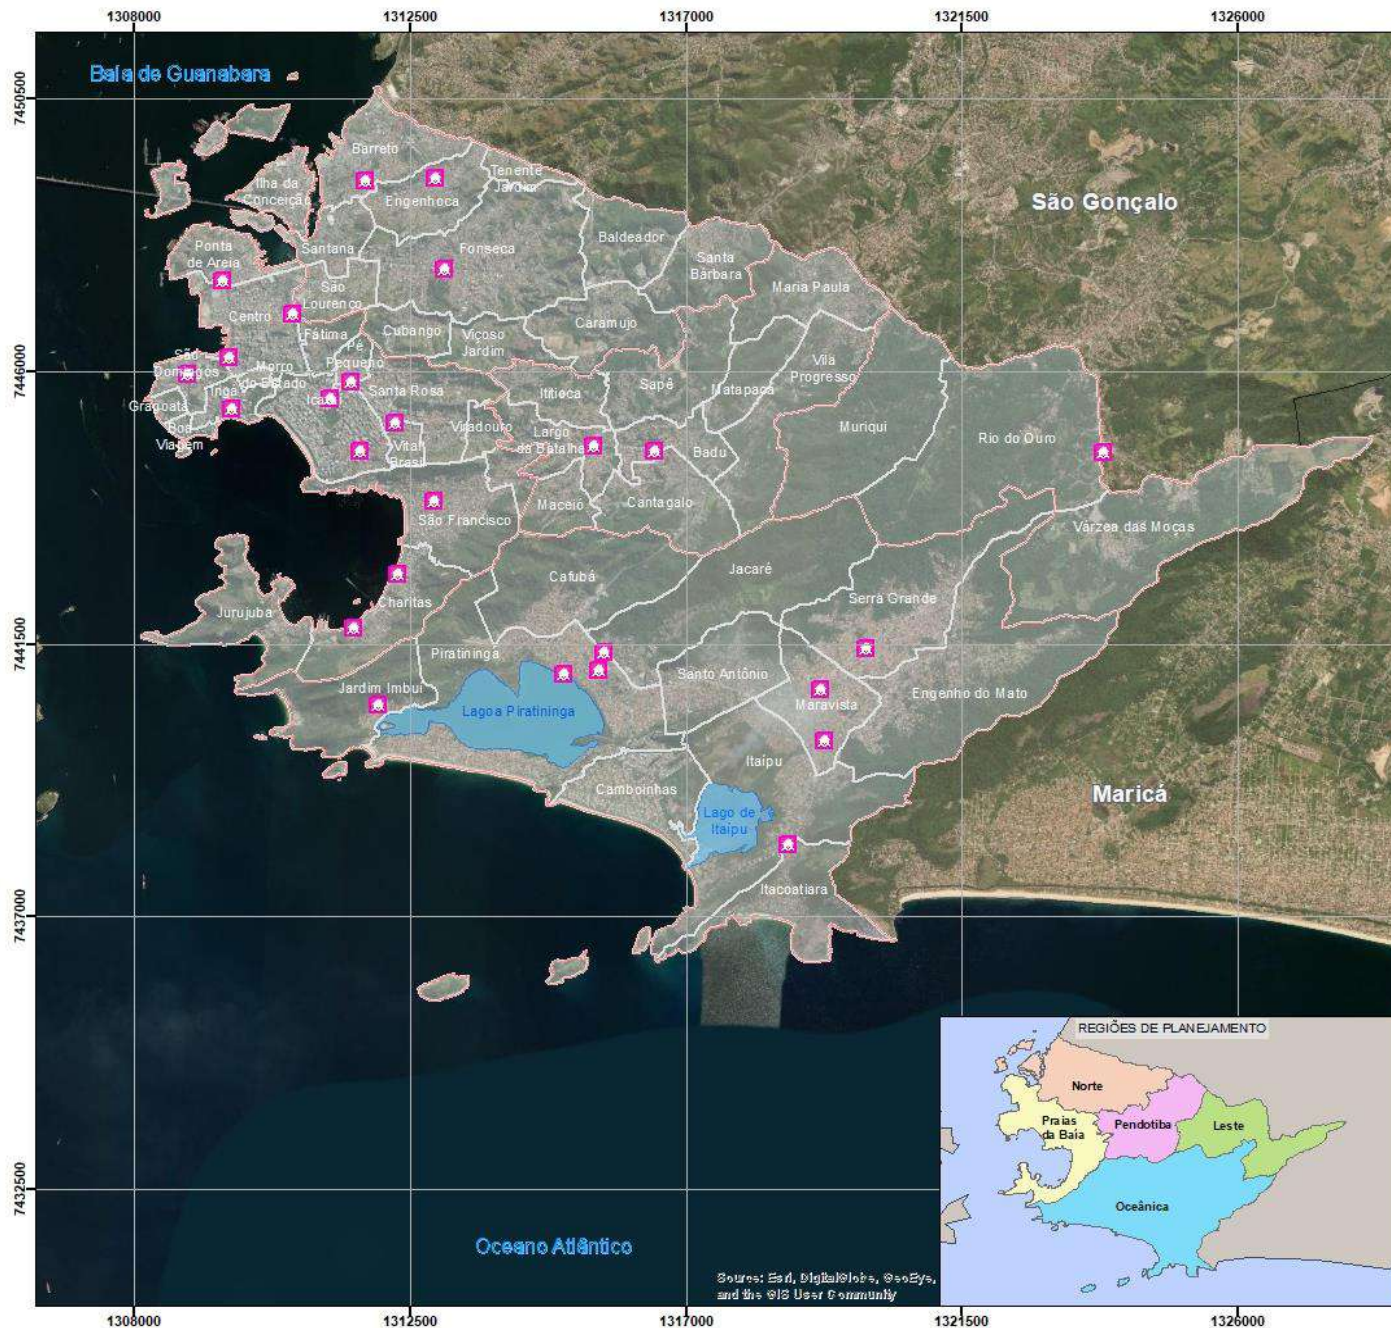 1308000 1312500 1317000 1321500 1326000
Baía de Guanabara
7450500
Barreto
Tenente
Jardim
Ilha da
Conceição
Engenhoca
São Gonçalo
Ponta
de Areia
Santana
Fonseca
Baldeador
Santa
Bárbara
São
Lourenço
Maria Paula
Centro
Fátima
Cubango
Viçoso
Jardim
Caramujo
7446000
São
Domingos
Morro
do Estado
Pé
Pequeno
Vila
Progresso
Gragoatá
Ingá
Icaraí
Santa Rosa
Ititioca
Sapê
Matapaca
Boa
Viagem
Vital
Brasil
Viradouro
Largo
da Batalha
Badu
Muriqui
Rio do Ouro
São Francisco
Maceió
Cantagalo
Várzea das Moças
Cafubá
Jacaré
Serra Grande
Jurujuba
Charitas
7441500
Piratininga
Santo Antônio
Jardim Imbuí
Lagoa Piratininga
Maravista
Engenho do Mato
Itaipu
Camboinhas
Maricá
Lago de
Itaipu
Itacoatiara
7437000
REGIÕES DE PLANEJAMENTO
Norte
Praias
da Baía
Pendotiba
Leste
Oceânica
7432500
Oceano Atlântico
Source: Esri, DigitalGlobe, GeoEye,
and the GIS User Community
1308000 1312500 1317000 1321500 1326000